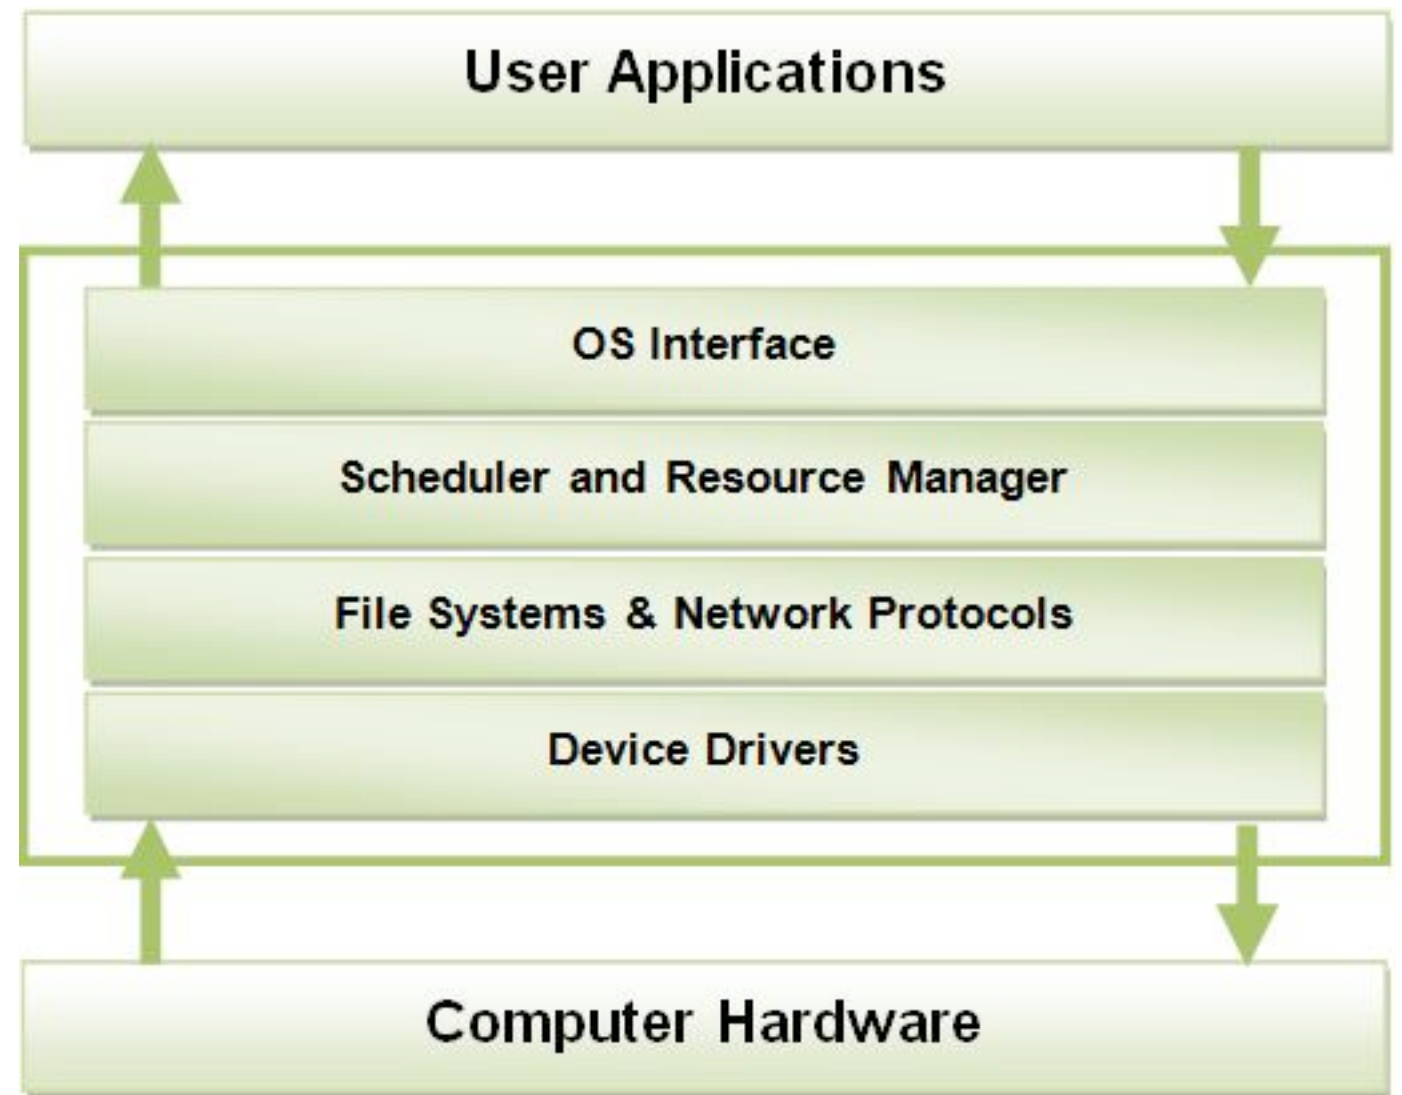 User Applications
OS Interface
Scheduler and Resource Manager
File Systems & Network Protocols
Device Drivers
Computer Hardware